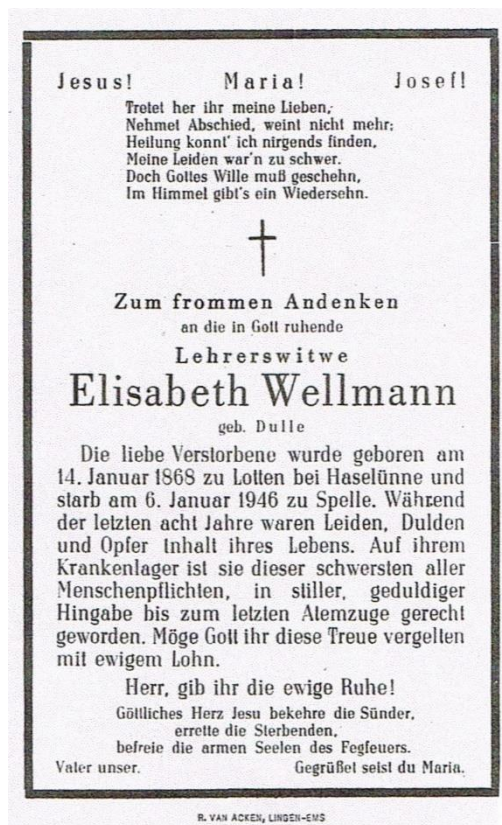 Jesus! Maria! Josef!
Tretet her ihr meine Lieben,
Nehmet Abschied, weint nicht mehr;
Heilung konnt' ich nirgends finden,
Meine Leiden war'n zu schwer.
Doch Gottes Wille muß geschehn,
Im Himmel gibt's ein Wiedersehn.
Zum frommen Andenken
an die in Gott ruhende
Lehrerswitwe
Elisabeth Wellmann
geb. Dulle
Die liebe Verstorbene wurde geboren am
14. Januar 1868 zu Lotten bei Haselünne und
starb am 6. Januar 1946 zu Spelle. Während
der letzten acht Jahre waren Leiden, Dulden
und Opfer Inhalt ihres Lebens. Auf ihrem
Krankenlager ist sie dieser schwersten aller
Menschenpflichten, in stiller, geduldiger
Hingabe bis zum letzten Atemzuge gerecht
geworden. Möge Gott ihr diese Treue vergelten
mit ewigem Lohn.
Herr, gib ihr die ewige Ruhe!
Göttliches Herz Jesu bekehre die Sünder,
errette die Sterbenden,
befreie die armen Seelen des Fegfeuers.
Vater unser. Gegrüßet seist du Maria.
R. VAN ACKEN, LINGEN-EMS